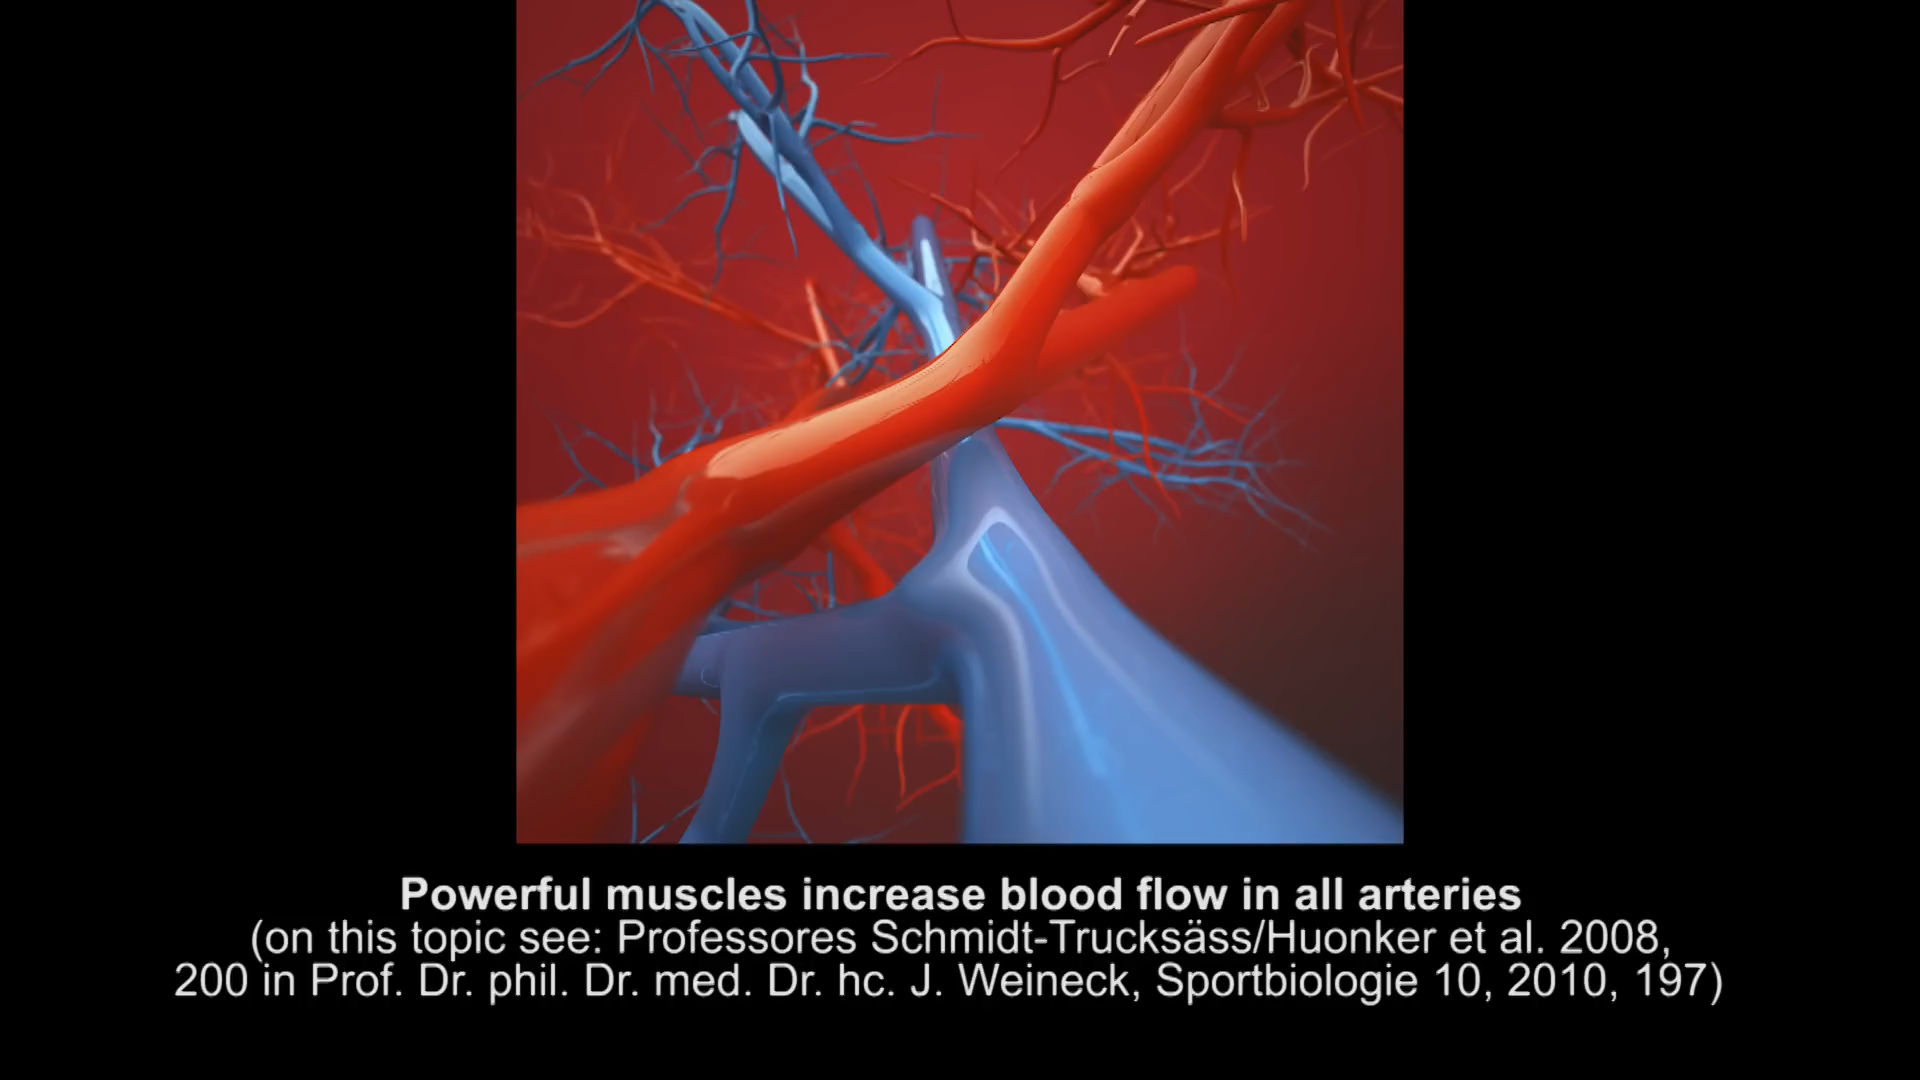 Powerful muscles increase blood flow in all arteries
(on this topic see: Professores Schmidt-Trucksäss/Huonker et al. 2008,
200 in Prof. Dr. phil. Dr. med. Dr. hc. J. Weineck, Sportbiologie 10, 2010, 197)